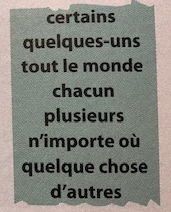 certains
quelques-uns
tout le monde
chacun
plusieurs
n'importe où
quelque chose
d'autres